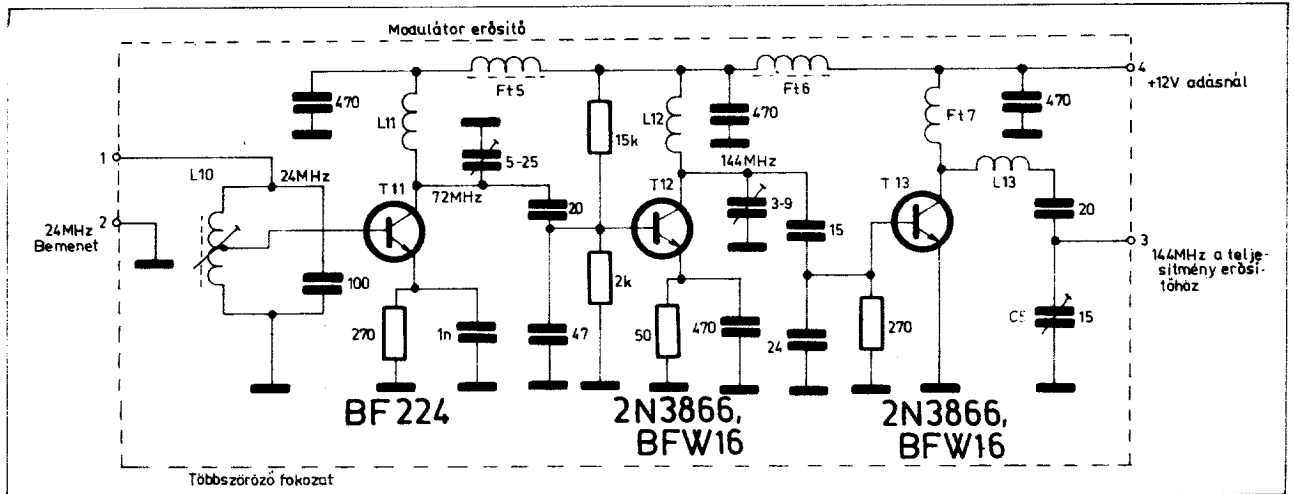 Modulátor erősítő
4
+12V adásnál
Ft5
Ft6
470
L11
15k
L12
470
Ft7
470
5-25
1
L10
24MHz
T11
72MHz
144MHz
T12
3-9
T13
L13
2
20
15
20
3
24MHz
Bemenet
144MHz a telje-
sítmény erősí-
tőhöz
100
2k
270
1n
47
50
470
24
270
C5
15
BF224
2N3866,
BFW16
2N3866,
BFW16
Többszöröző fokozat